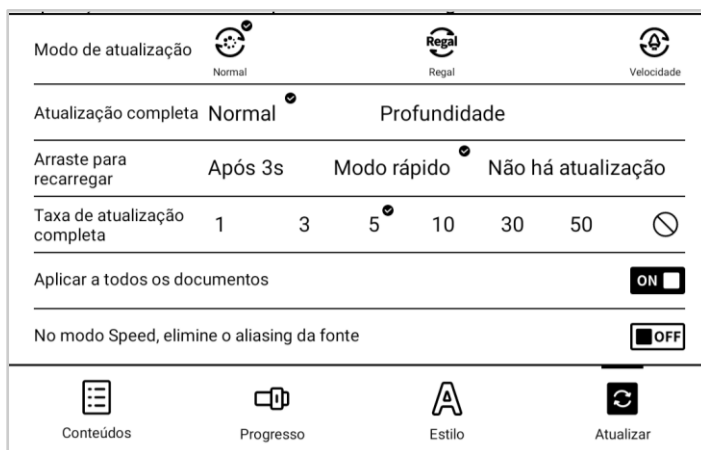 Modo de atualização
Regal
Normal Regal Velocidade
Atualização completa Normal Profundidade
Arraste para
recarregar
Após 3s Modo rápido Não há atualização
Taxa de atualização
completa
1 3 5 10 30 50
Aplicar a todos os documentos ON
No modo Speed, elimine o aliasing da fonte OFF
Conteúdos Progresso Estilo Atualizar